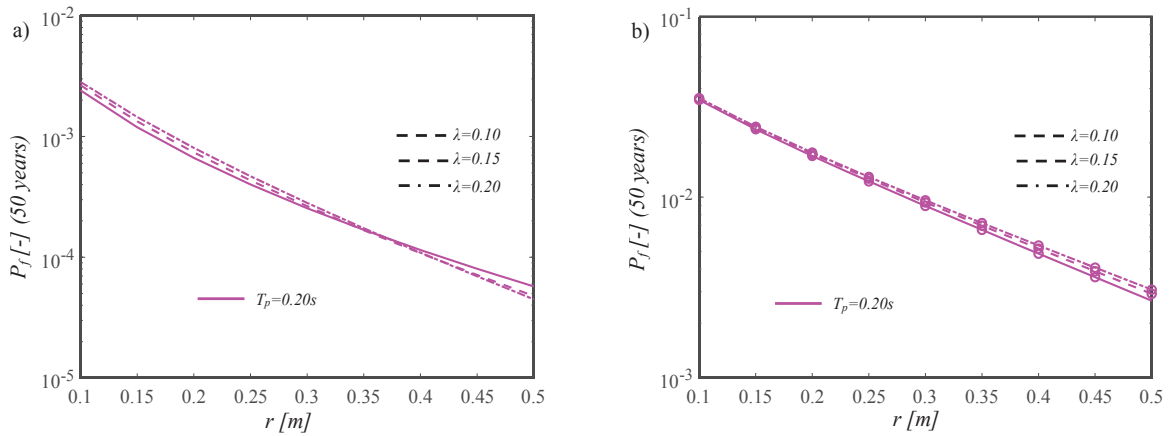 a)
P_f [-] (50 years)
10^-2
10^-3
10^-4
10^-5
λ=0.10
λ=0.15
λ=0.20
T_p=0.20s
0.1 0.15 0.2 0.25 0.3 0.35 0.4 0.45 0.5
r [m]
b)
P_f [-] (50 years)
10^-1
10^-2
10^-3
λ=0.10
λ=0.15
λ=0.20
T_p=0.20s
0.1 0.15 0.2 0.25 0.3 0.35 0.4 0.45 0.5
r [m]